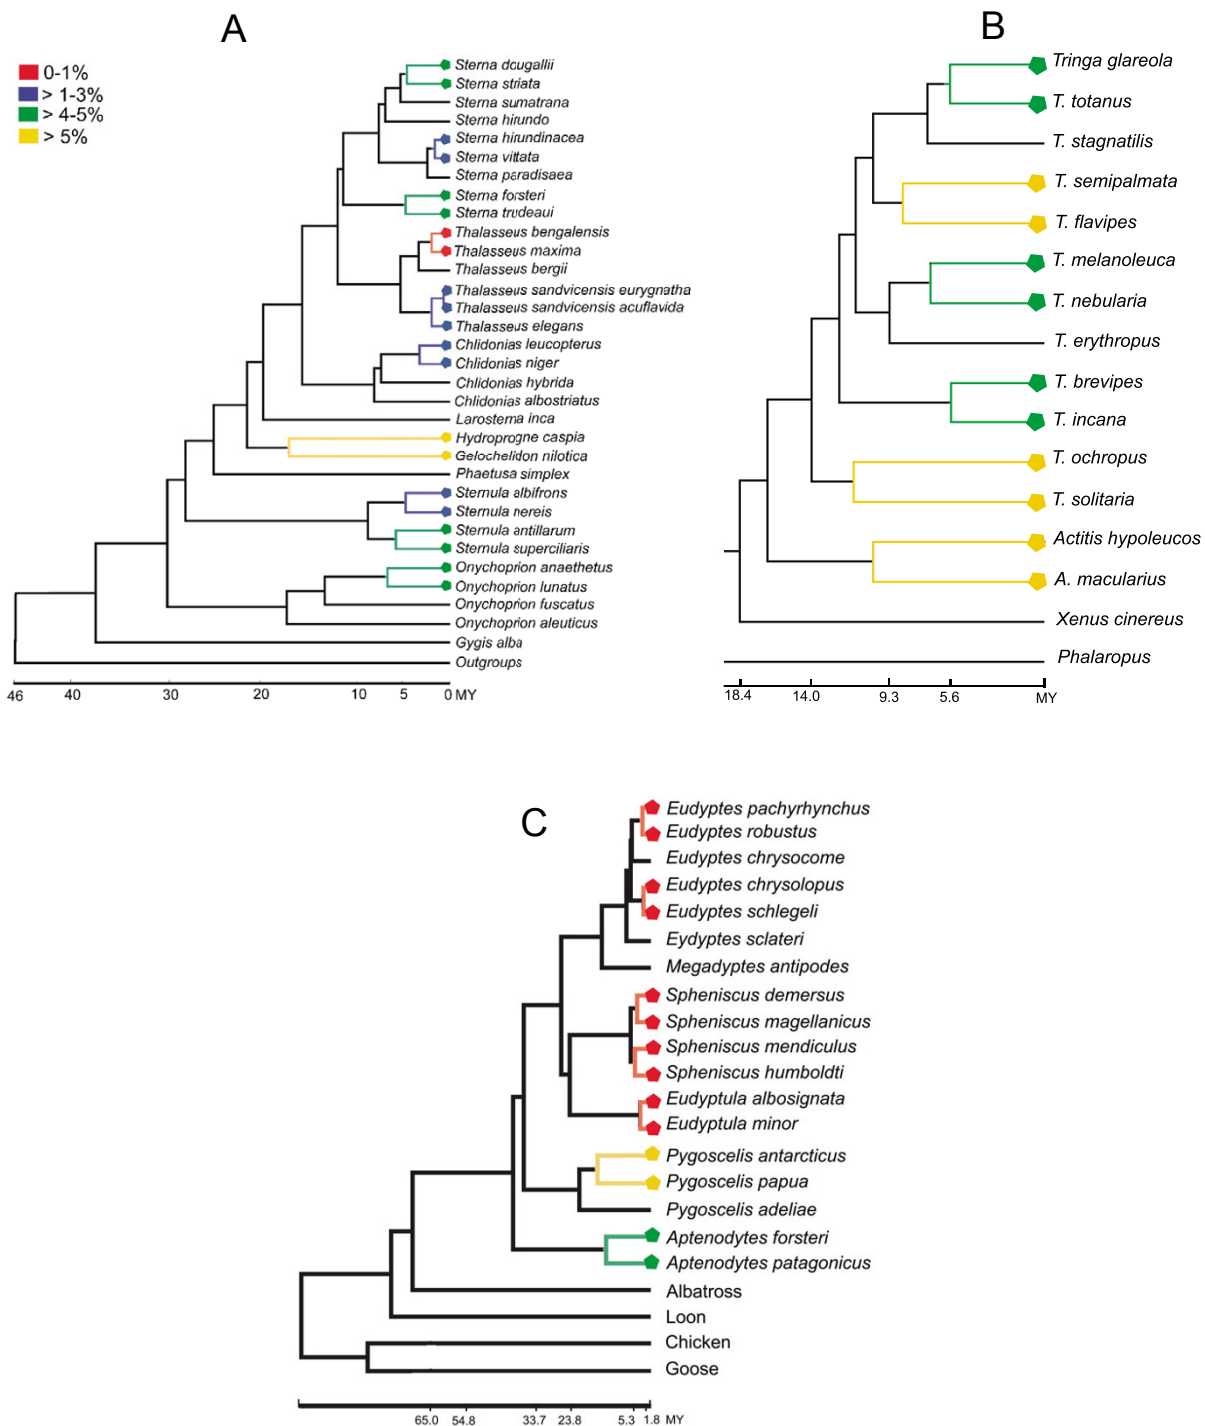 A
0-1%
> 1-3%
> 4-5%
> 5%
Sterna dougallii
Sterna striata
Sterna sumatrana
Sterna hirundo
Sterna hirundinacea
Sterna vittata
Sterna paradisaea
Sterna forsteri
Sterna trudeaui
Thalasseus bengalensis
Thalasseus maxima
Thalasseus bergii
Thalasseus sandvicensis eurygnatha
Thalasseus sandvicensis acuflavida
Thalasseus elegans
Chlidonias leucopterus
Chlidonias niger
Chlidonias hybrida
Chlidonias albostriatus
Larosterna inca
Hydroprogne caspia
Gelochelidon nilotica
Phaetusa simplex
Sternula albifrons
Sternula nereis
Sternula antillarum
Sternula superciliaris
Onychoprion anaethetus
Onychoprion lunatus
Onychoprion fuscatus
Onychoprion aleuticus
Gygis alba
Outgroups
46 40 30 20 10 5 0 MY
B
Tringa glareola
T. totanus
T. stagnatilis
T. semipalmata
T. flavipes
T. melanoleuca
T. nebularia
T. erythropus
T. brevipes
T. incana
T. ochropus
T. solitaria
Actitis hypoleucos
A. macularius
Xenus cinereus
Phalaropus
18.4 14.0 9.3 5.6 MY
C
Eudyptes pachyrhynchus
Eudyptes robustus
Eudyptes chrysocome
Eudyptes chrysolopus
Eudyptes schlegeli
Eydyptes sclateri
Megadyptes antipodes
Spheniscus demersus
Spheniscus magellanicus
Spheniscus mendiculus
Spheniscus humboldti
Eudyptula albosignata
Eudyptula minor
Pygoscelis antarcticus
Pygoscelis papua
Pygoscelis adeliae
Aptenodytes forsteri
Aptenodytes patagonicus
Albatross
Loon
Chicken
Goose
65.0 54.8 33.7 23.8 5.3 1.8 MY